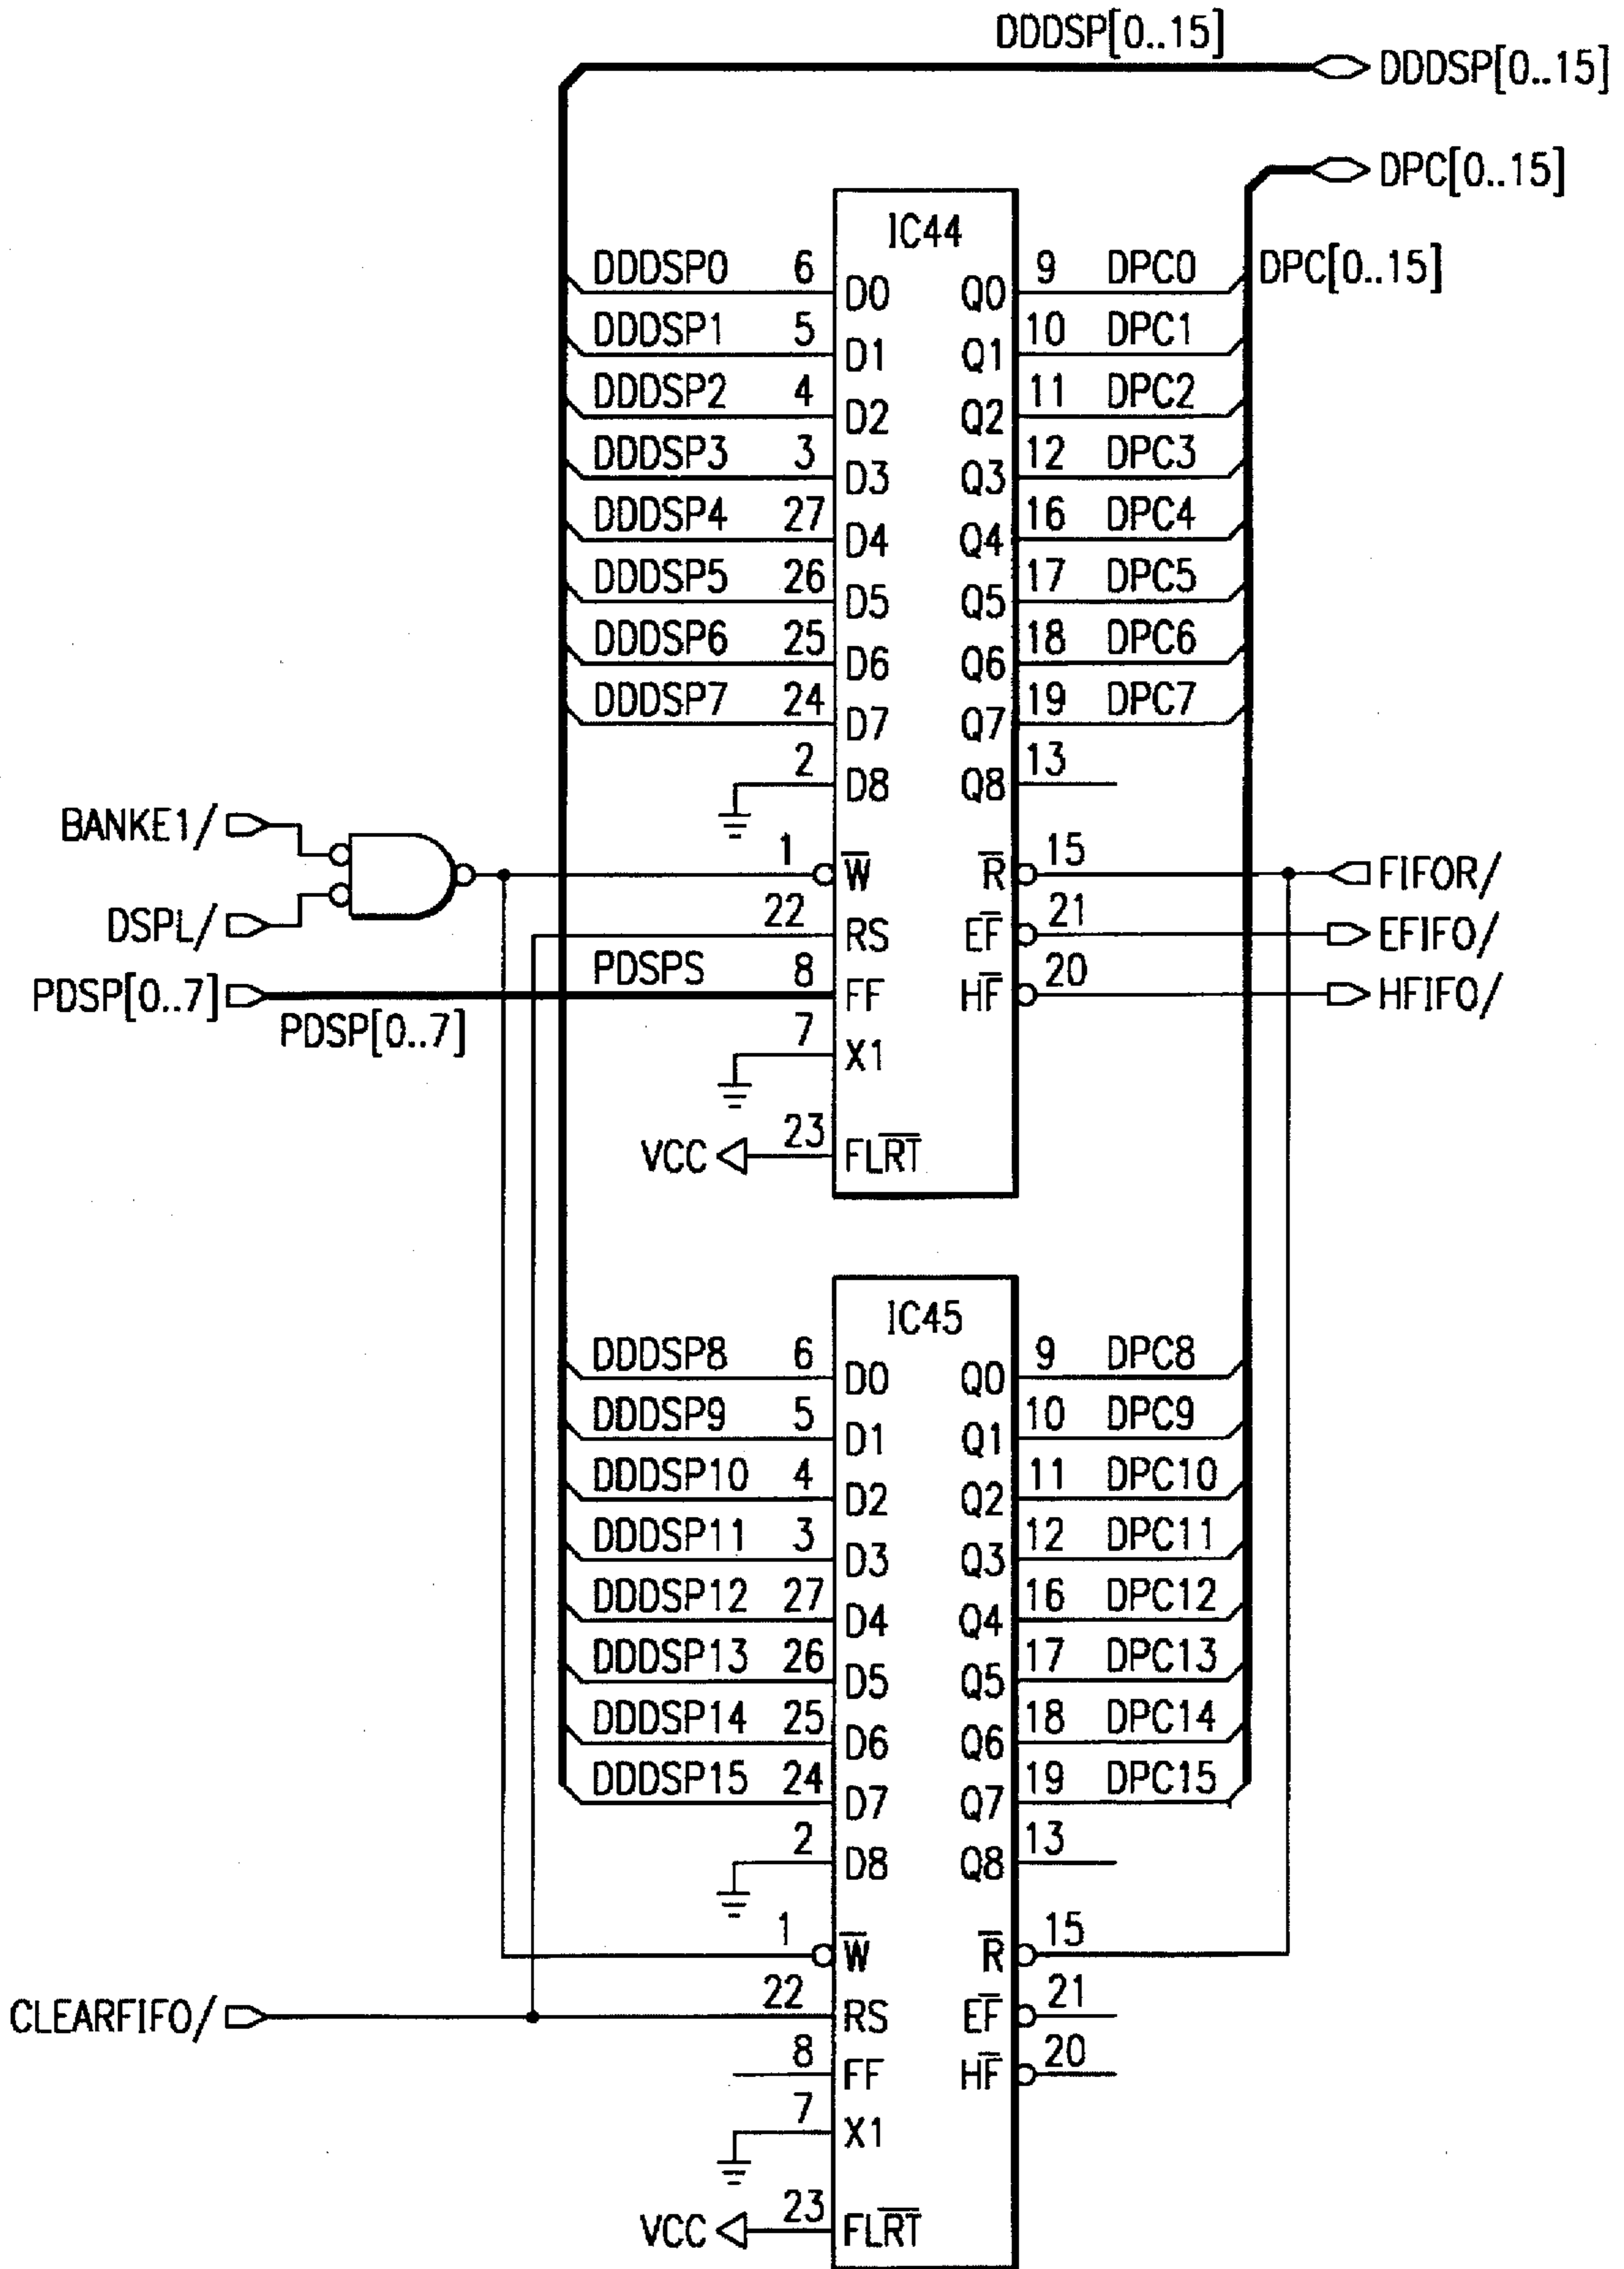 DDDSP[0..15]
DDDSP[0..15]
DPC[0..15]
IC44
DDDSP0 6 D0 Q0 9 DPC0 DPC[0..15]
DDDSP1 5 D1 Q1 10 DPC1
DDDSP2 4 D2 Q2 11 DPC2
DDDSP3 3 D3 Q3 12 DPC3
DDDSP4 27 D4 Q4 16 DPC4
DDDSP5 26 D5 Q5 17 DPC5
DDDSP6 25 D6 Q6 18 DPC6
DDDSP7 24 D7 Q7 19 DPC7
2 D8 Q8 13
BANKE1/
1 W̅ R̅ 15 FIFOR/
DSPL/
22 RS EF̅ 21 EFIFO/
PDSP[0..7] PDSPS 8 FF HF̅ 20 HFIFO/
PDSP[0..7]
7 X1
VCC 23 FLR̅T̅
IC45
DDDSP8 6 D0 Q0 9 DPC8
DDDSP9 5 D1 Q1 10 DPC9
DDDSP10 4 D2 Q2 11 DPC10
DDDSP11 3 D3 Q3 12 DPC11
DDDSP12 27 D4 Q4 16 DPC12
DDDSP13 26 D5 Q5 17 DPC13
DDDSP14 25 D6 Q6 18 DPC14
DDDSP15 24 D7 Q7 19 DPC15
2 D8 Q8 13
1 W̅ R̅ 15
CLEARFIFO/ 22 RS EF̅ 21
8 FF HF̅ 20
7 X1
VCC 23 FLR̅T̅